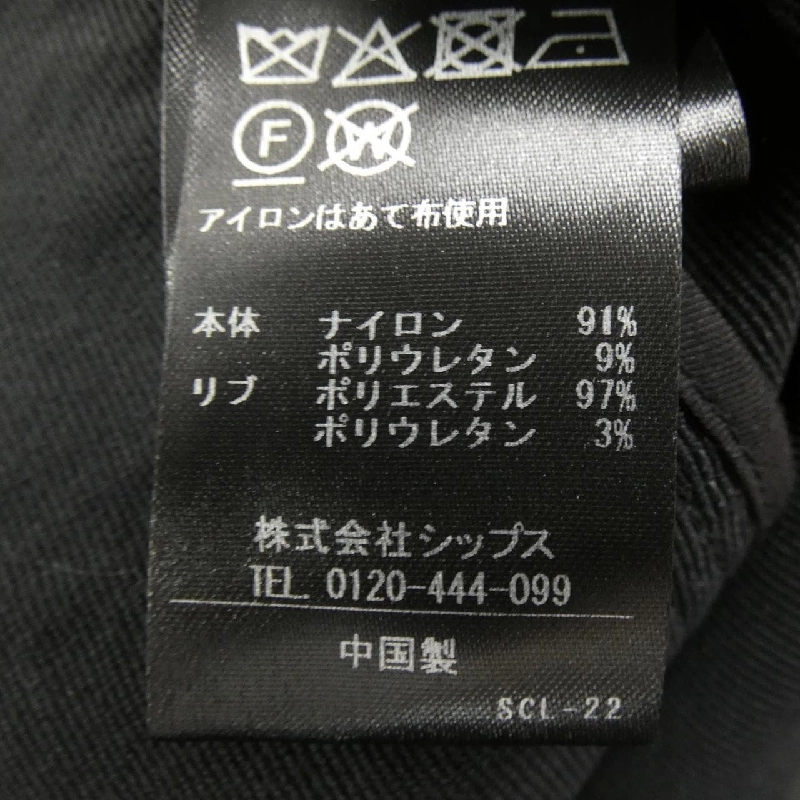 F W
アイロンはあて布使用
本体 ナイロン 91%
ポリウレタン 9%
リブ ポリエステル 97%
ポリウレタン 3%
株式会社シップス
TEL. 0120-444-099
中国製
SCL-22